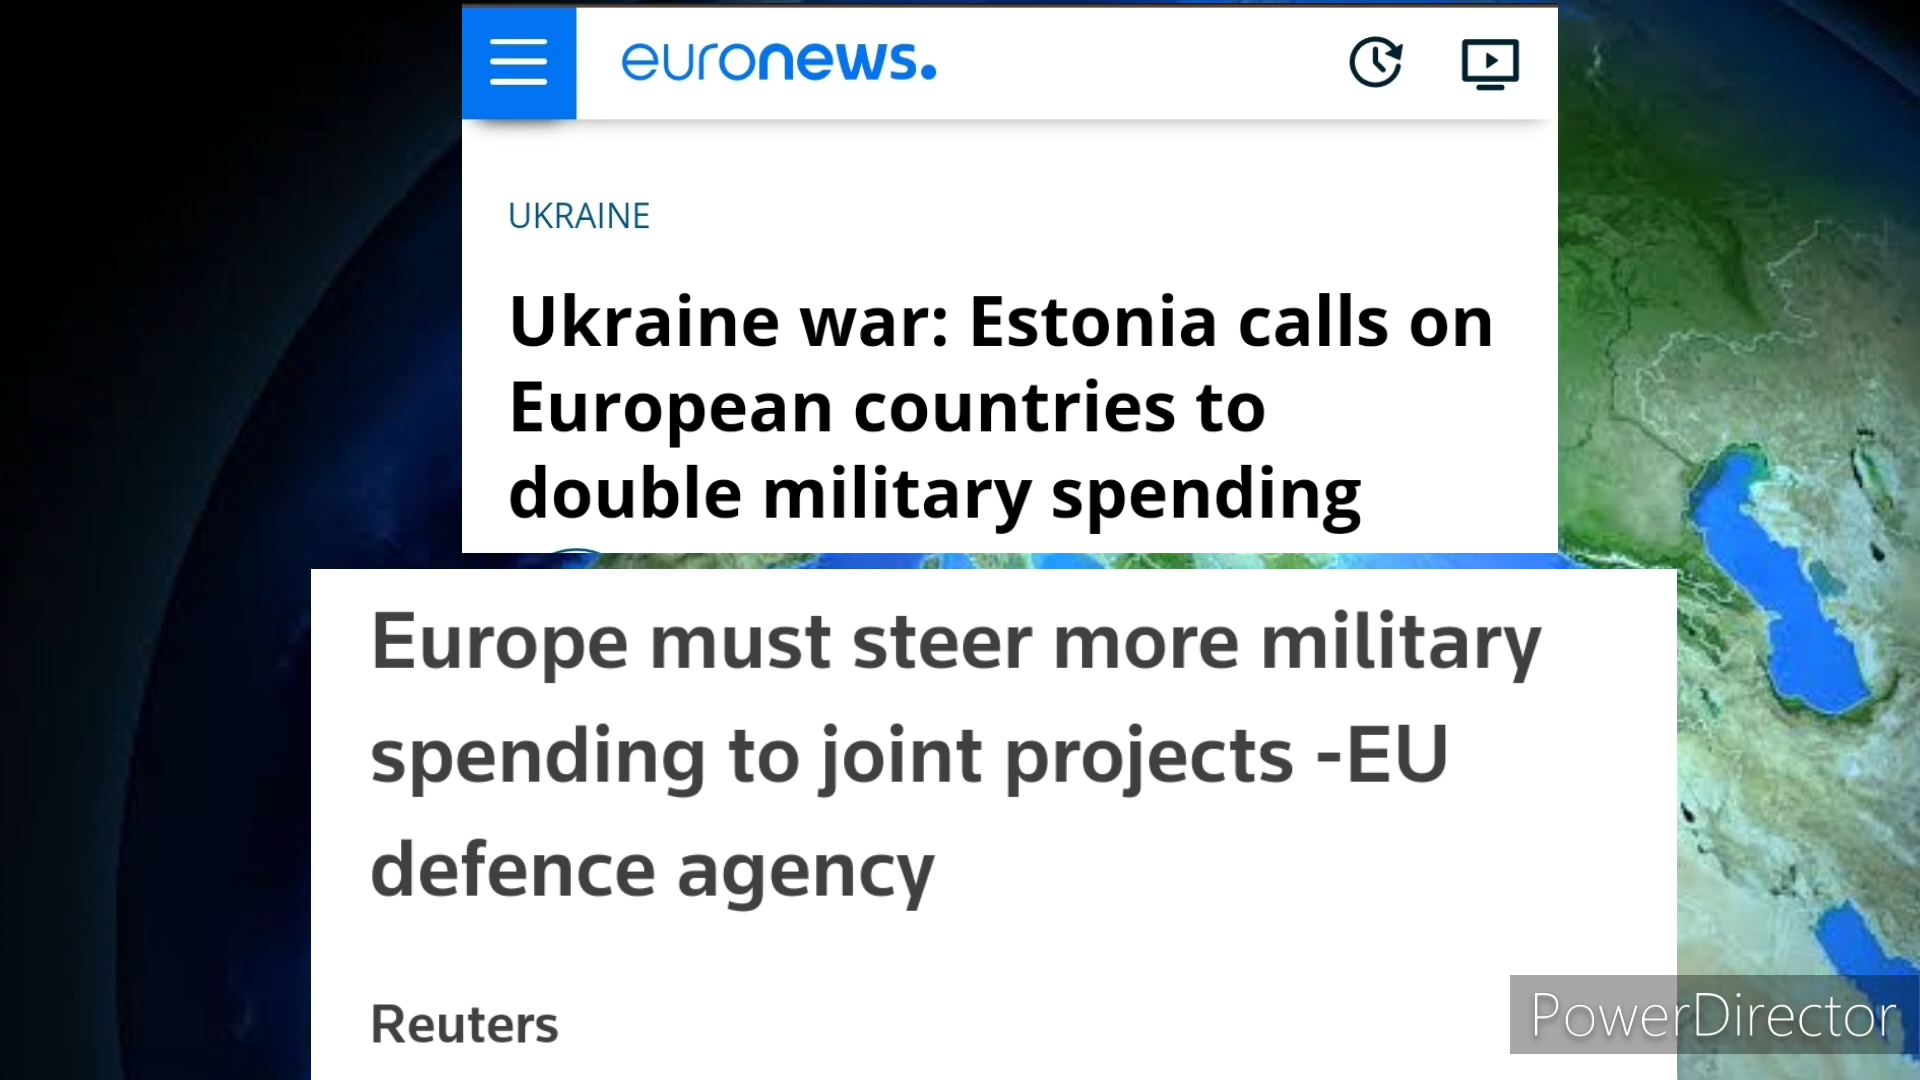 euronews.
UKRAINE
Ukraine war: Estonia calls on
European countries to
double military spending
Europe must steer more military
spending to joint projects -EU
defence agency
Reuters
PowerDirector